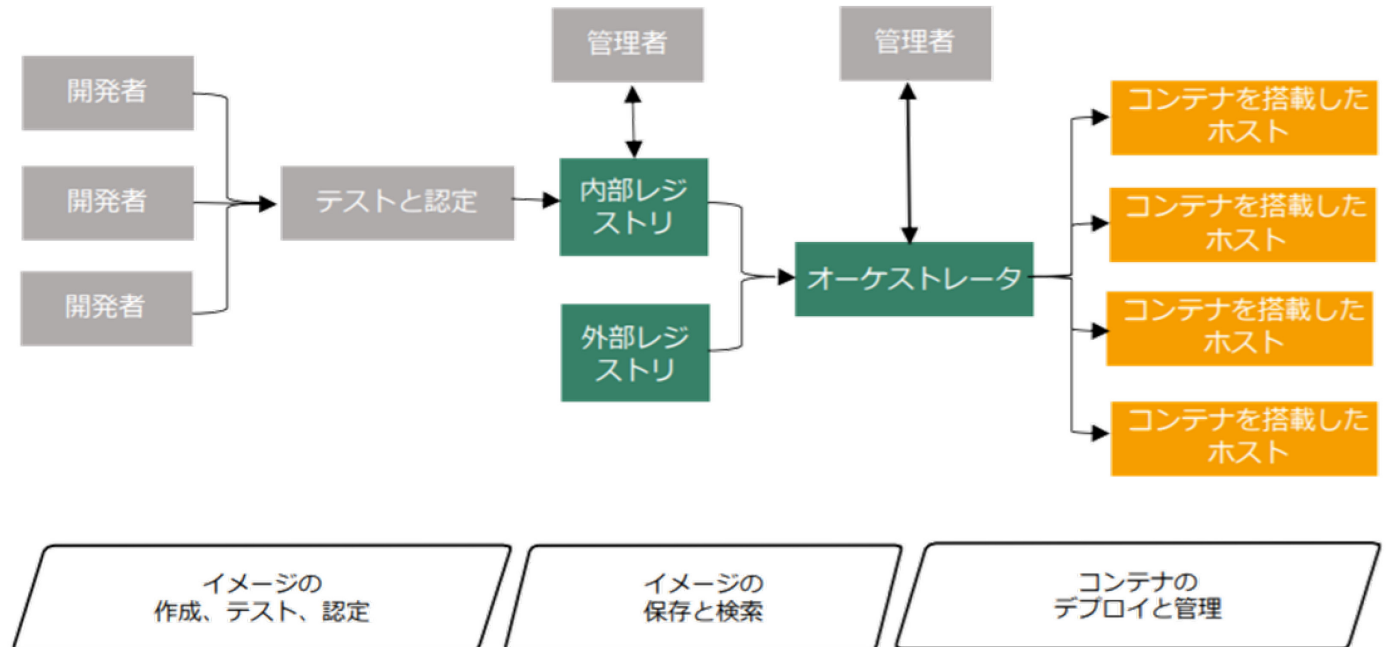 管理者
管理者
開発者
開発者
開発者
テストと認定
内部レジ
ストリ
外部レジ
ストリ
オーケストレータ
コンテナを搭載した
ホスト
コンテナを搭載した
ホスト
コンテナを搭載した
ホスト
コンテナを搭載した
ホスト
イメージの
作成、テスト、認定
イメージの
保存と検索
コンテナの
デプロイと管理